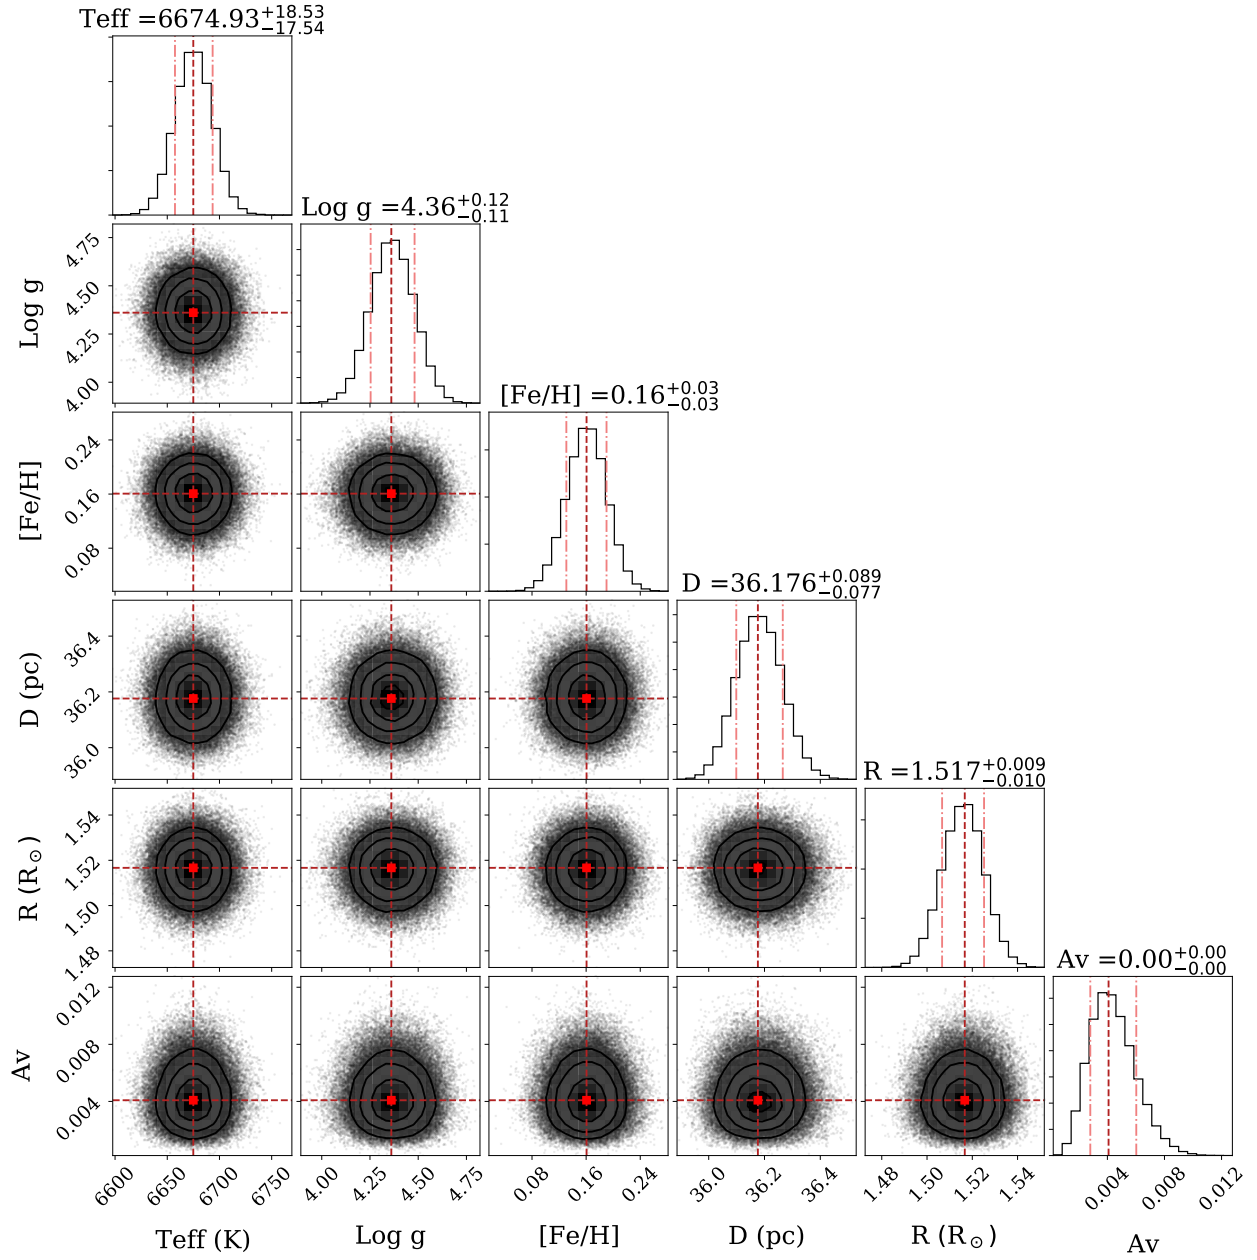 Teff =6674.93+18.53−17.54
Log g =4.36+0.12−0.11
4.75
4.50
4.25
4.00
Log g
[Fe/H] =0.16+0.03−0.03
0.24
0.16
0.08
[Fe/H]
D =36.176+0.089−0.077
36.4
36.2
36.0
D (pc)
R =1.517+0.009−0.010
1.54
1.52
1.50
1.48
R (R⊙)
Av =0.00+0.00−0.00
0.012
0.008
0.004
Av
6600 6650 6700 6750
4.00 4.25 4.50 4.75
0.08 0.16 0.24
36.0 36.2 36.4
1.48 1.50 1.52 1.54
0.004 0.008 0.012
Teff (K) Log g [Fe/H] D (pc) R (R⊙) Av